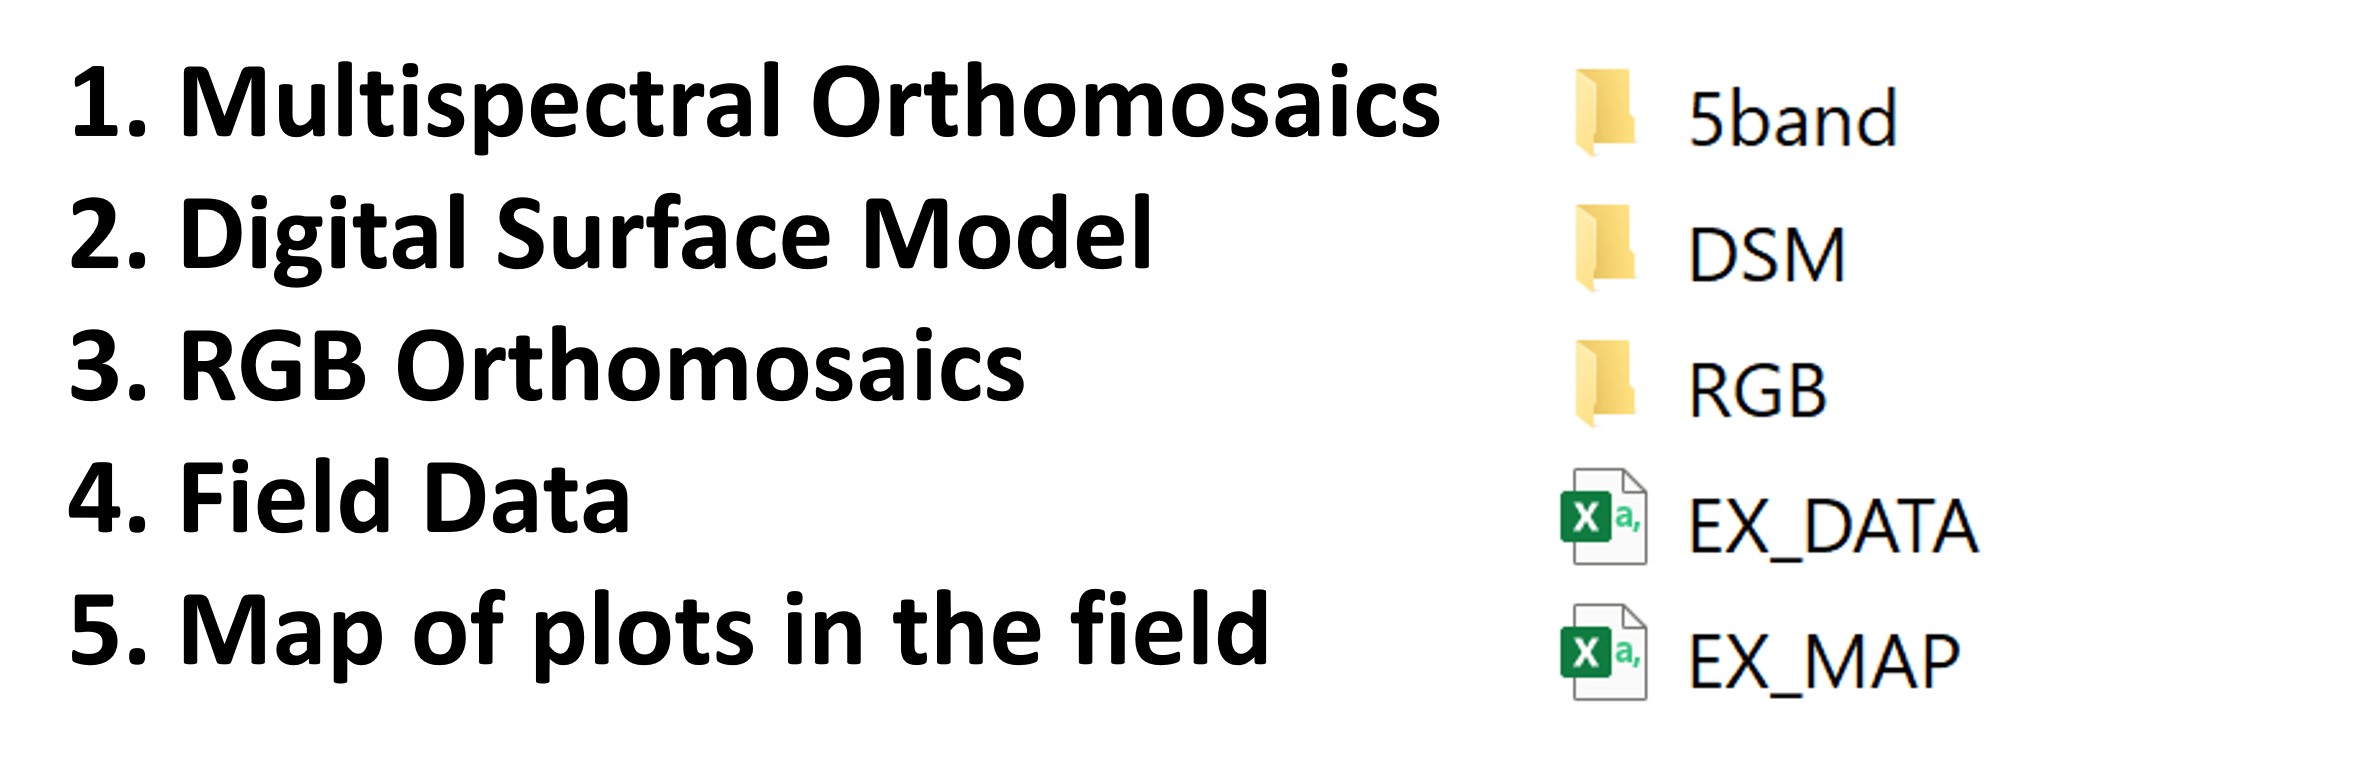 1. Multispectral Orthomosaics
5band
2. Digital Surface Model
DSM
3. RGB Orthomosaics
RGB
4. Field Data
EX_DATA
5. Map of plots in the field
EX_MAP